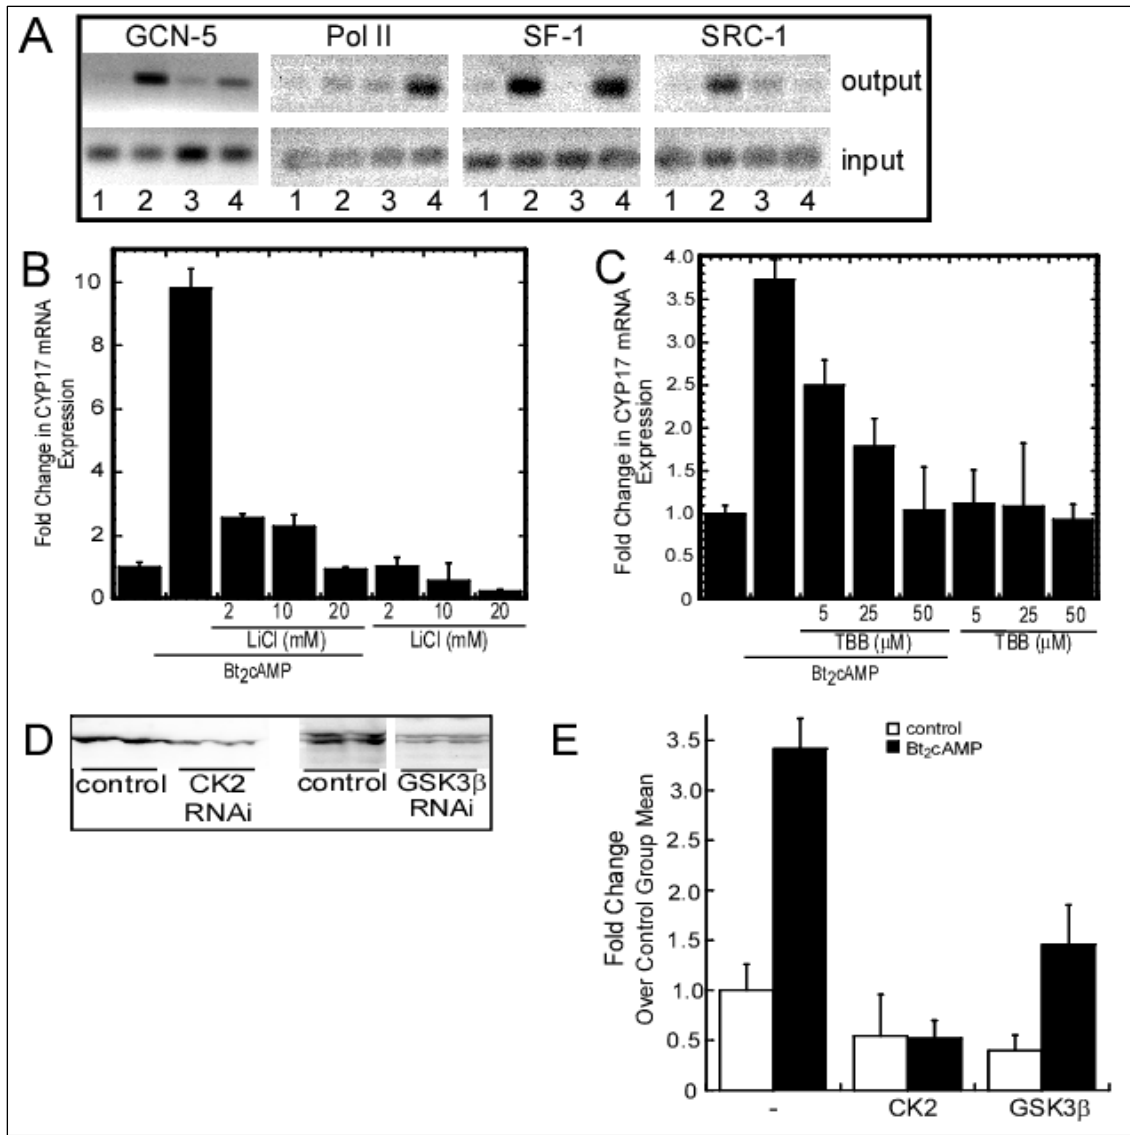 A
GCN-5 Pol II SF-1 SRC-1
output
input
1 2 3 4 1 2 3 4 1 2 3 4 1 2 3 4
B
Fold Change in CYP17 mRNA
Expression
10
8
6
4
2
0
2 10 20 2 10 20
LiCl (mM) LiCl (mM)
Bt2cAMP
C
Fold Change in CYP17 mRNA
Expression
4.0
3.5
3.0
2.5
2.0
1.5
1.0
0.5
0
5 25 50 5 25 50
TBB (μM) TBB (μM)
Bt2cAMP
D
control CK2 control GSK3β
RNAi RNAi
E
control
Bt2cAMP
Fold Change
Over Control Group Mean
3.5
3.0
2.5
2.0
1.5
1.0
0.5
0
- CK2 GSK3β